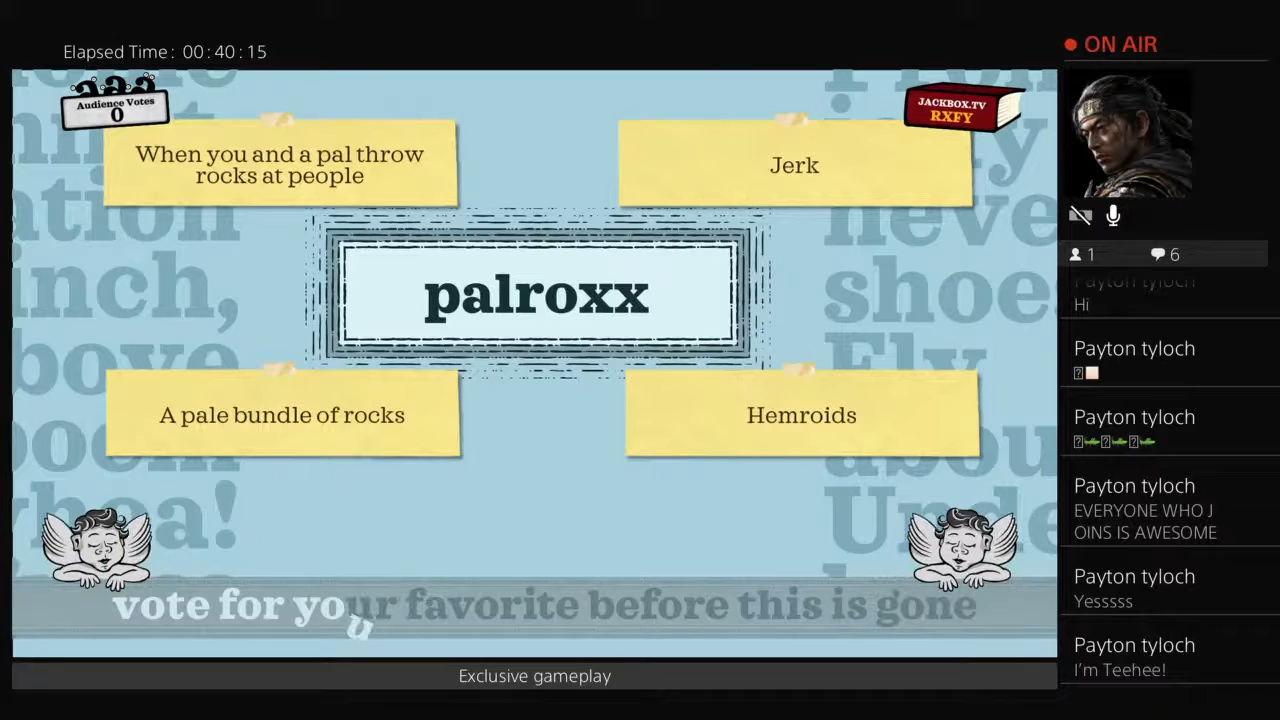 Elapsed Time: 00:40:15
ON AIR
Audience Votes
0
JACKBOX.TV
RXFY
When you and a pal throw
rocks at people
Jerk
palroxx
A pale bundle of rocks
Hemroids
vote for your favorite before this is gone
Exclusive gameplay
1
6
Payton tyloch
Hi
Payton tyloch
Payton tyloch
Payton tyloch
EVERYONE WHO J
OINS IS AWESOME
Payton tyloch
Yesssss
Payton tyloch
I'm Teehee!